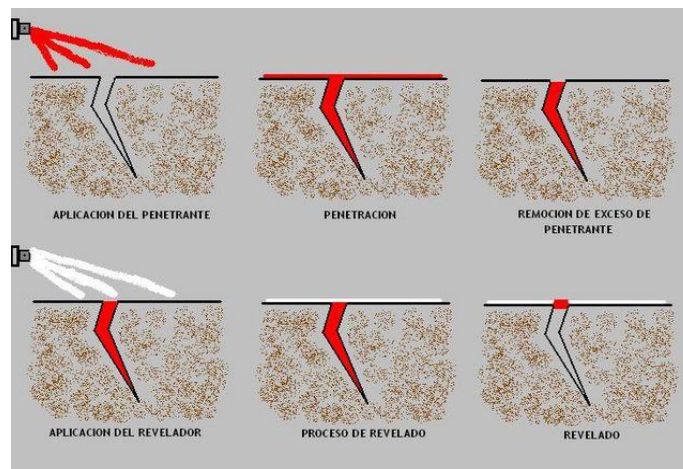 APLICACION DEL PENETRANTE
PENETRACION
REMOCION DE EXCESO DE
PENETRANTE
APLICACION DEL REVELADOR
PROCESO DE REVELADO
REVELADO